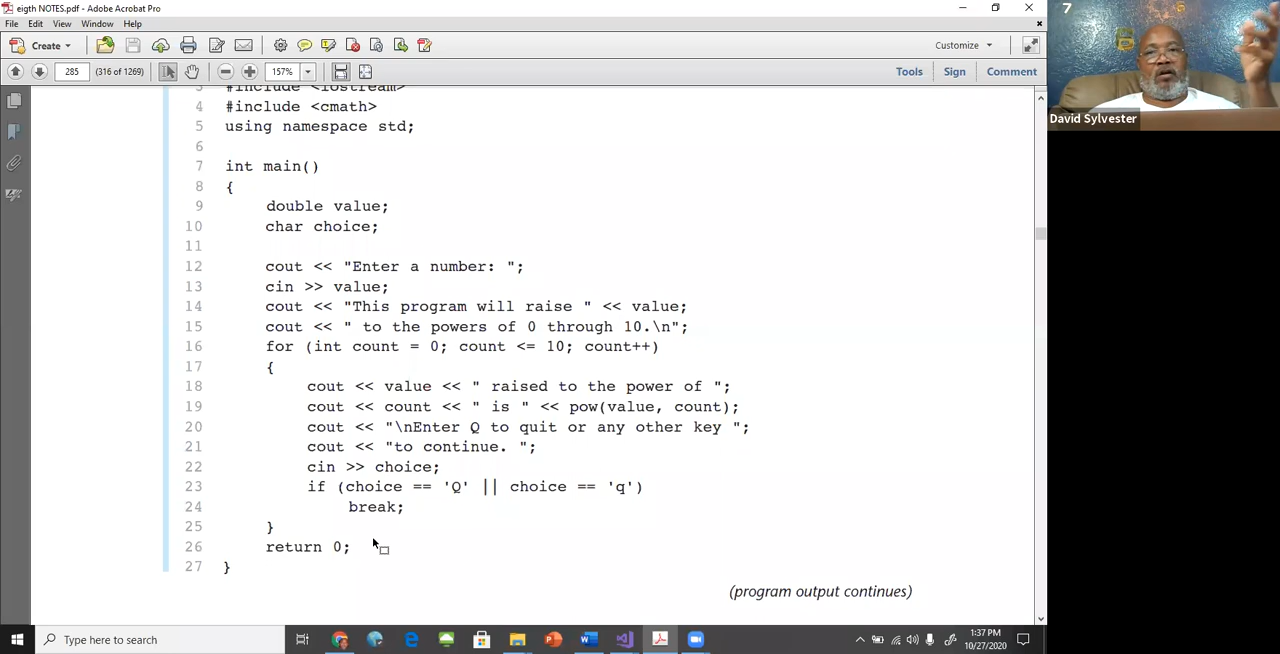 eigth NOTES.pdf - Adobe Acrobat Pro
File Edit View Window Help
Create
Customize
285 (316 of 1269) 157%
Tools Sign Comment
3 #include <iostream>
4 #include <cmath>
5 using namespace std;
6
7 int main()
8 {
9 double value;
10 char choice;
11
12 cout << "Enter a number: ";
13 cin >> value;
14 cout << "This program will raise " << value;
15 cout << " to the powers of 0 through 10.\n";
16 for (int count = 0; count <= 10; count++)
17 {
18 cout << value << " raised to the power of ";
19 cout << count << " is " << pow(value, count);
20 cout << "\nEnter Q to quit or any other key ";
21 cout << "to continue. ";
22 cin >> choice;
23 if (choice == 'Q' || choice == 'q')
24 break;
25 }
26 return 0;
27 }
(program output continues)
7
6
David Sylvester
Type here to search
1:37 PM
10/27/2020